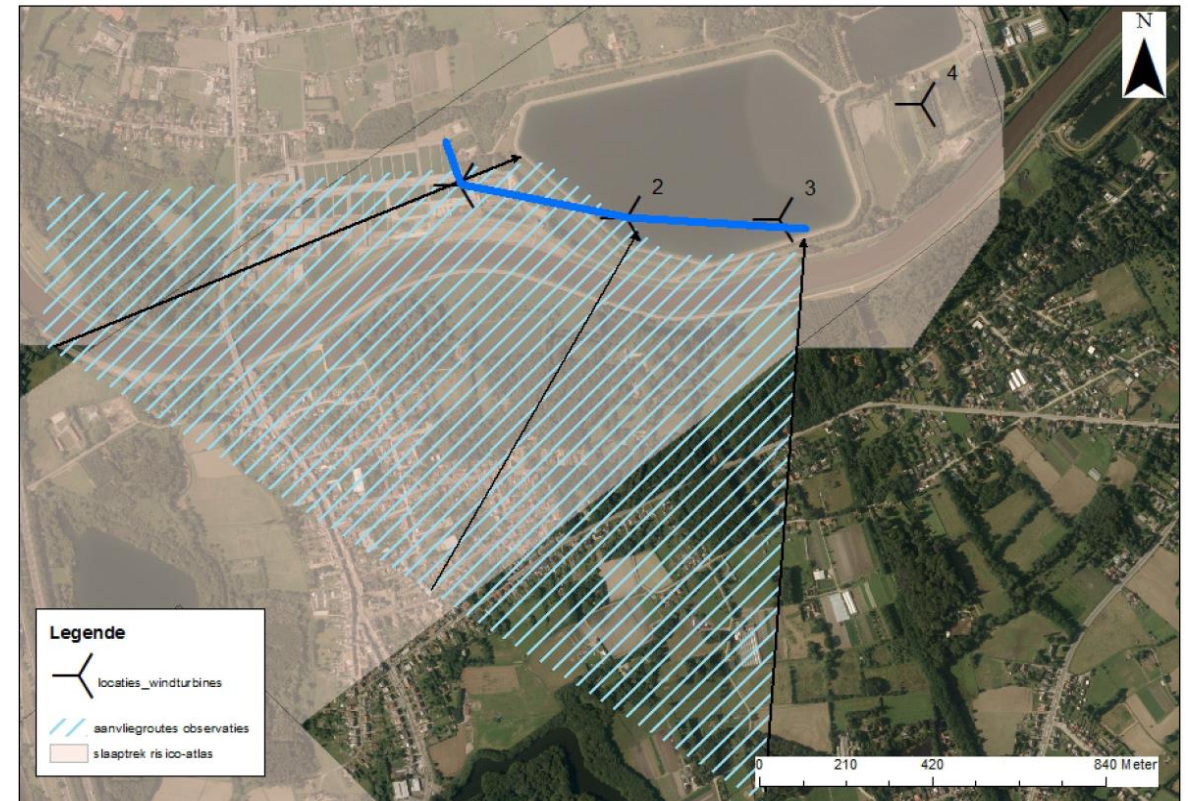 N
4
2
3
Legende
locaties_windturbines
aanvliegroutes observaties
slaaptrek risico-atlas
0 210 420 840 Meter